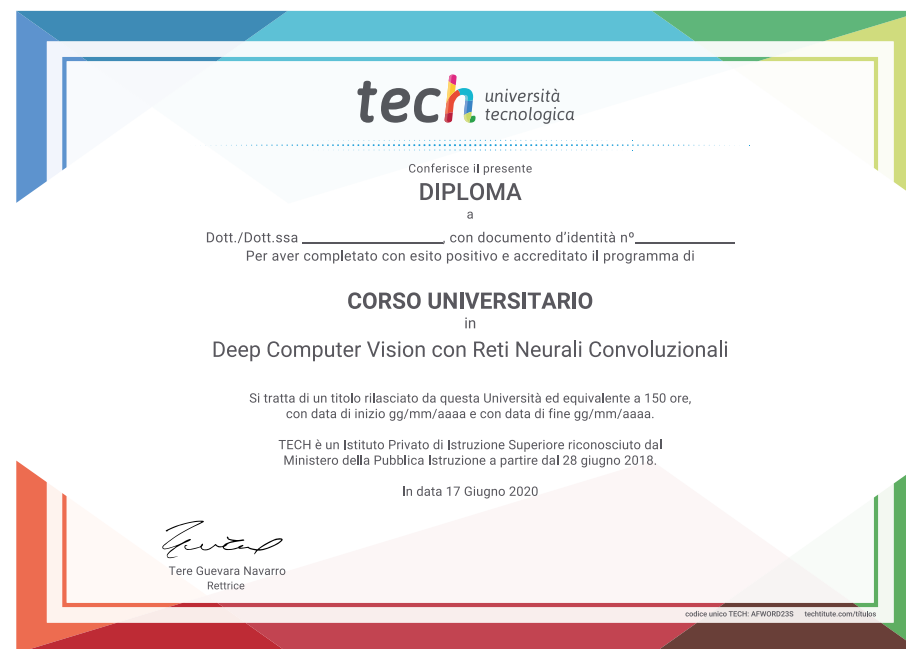 tech università
tecnologica
Conferisce il presente
DIPLOMA
a
Dott./Dott.ssa ____________________, con documento d'identità nº______________
Per aver completato con esito positivo e accreditato il programma di
CORSO UNIVERSITARIO
in
Deep Computer Vision con Reti Neurali Convoluzionali
Si tratta di un titolo rilasciato da questa Università ed equivalente a 150 ore,
con data di inizio gg/mm/aaaa e con data di fine gg/mm/aaaa.
TECH è un Istituto Privato di Istruzione Superiore riconosciuto dal
Ministero della Pubblica Istruzione a partire dal 28 giugno 2018.
In data 17 Giugno 2020
Tere Guevara Navarro
Rettrice
codice unico TECH: AFWORD23S techtitute.com/títulos